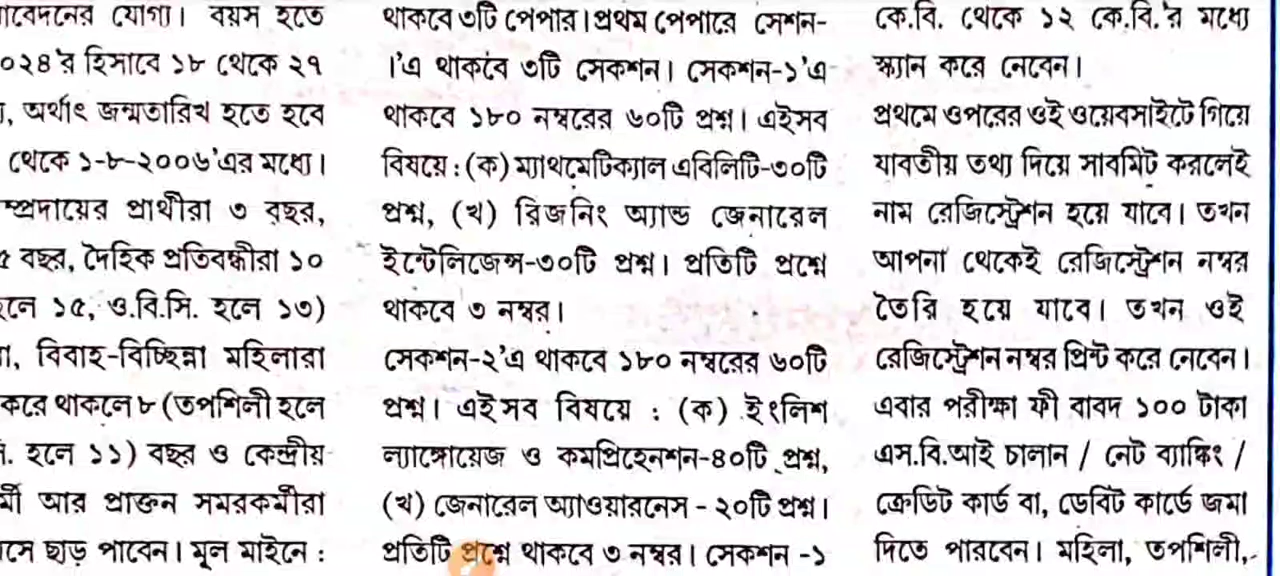 আবেদনের যোগ্য। বয়স হতে
০২৪'র হিসাবে ১৮ থেকে ২৭
অর্থাৎ জন্মতারিখ হতে হবে
থেকে ১-৮-২০০৬'এর মধ্যে।
ম্প্রদায়ের প্রার্থীরা ৩ বছর,
৫ বছর, দৈহিক প্রতিবন্ধীরা ১০
হলে ১৫, ও.বি.সি. হলে ১৩)
বিবাহ-বিচ্ছিন্না মহিলারা
করে থাকলে ৮ (তপশিলী হলে
হলে ১১) বছর ও কেন্দ্রীয়
র্মী আর প্রাক্তন সমরকর্মীরা
সে ছাড় পাবেন। মূল মাইনে :
থাকবে ৩টি পেপার। প্রথম পেপারে সেশন-
।'এ থাকবে ৩টি সেকশন। সেকশন-১'এ
থাকবে ১৮০ নম্বরের ৬০টি প্রশ্ন। এইসব
বিষয়ে : (ক) ম্যাথমেটিক্যাল এবিলিটি-৩০টি
প্রশ্ন, (খ) রিজনিং অ্যান্ড জেনারেল
ইন্টেলিজেন্স-৩০টি প্রশ্ন। প্রতিটি প্রশ্নে
থাকবে ৩ নম্বর।
সেকশন-২'এ থাকবে ১৮০ নম্বরের ৬০টি
প্রশ্ন। এইসব বিষয়ে : (ক) ইংলিশ
ল্যাঙ্গোয়েজ ও কমপ্রিহেনশন-৪০টি প্রশ্ন,
(খ) জেনারেল অ্যাওয়ারনেস - ২০টি প্রশ্ন।
প্রতিটি প্রশ্নে থাকবে ৩ নম্বর। সেকশন -১
কে.বি. থেকে ১২ কে.বি.'র মধ্যে
স্ক্যান করে নেবেন।
প্রথমে ওপরের ওই ওয়েবসাইটে গিয়ে
যাবতীয় তথ্য দিয়ে সাবমিট করলেই
নাম রেজিস্ট্রেশন হয়ে যাবে। তখন
আপনা থেকেই রেজিস্ট্রেশন নম্বর
তৈরি হয়ে যাবে। তখন ওই
রেজিস্ট্রেশন নম্বর প্রিন্ট করে নেবেন।
এবার পরীক্ষা ফী বাবদ ১০০ টাকা
এস.বি.আই চালান / নেট ব্যাঙ্কিং /
ক্রেডিট কার্ড বা, ডেবিট কার্ডে জমা
দিতে পারবেন। মহিলা, তপশিলী,